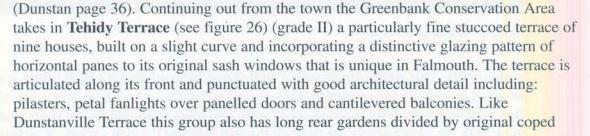 (Dunstan page 36). Continuing out from the town the Greenbank Conservation Area
takes in Tehidy Terrace (see figure 26) (grade II) a particularly fine stuccoed terrace of
nine houses, built on a slight curve and incorporating a distinctive glazing pattern of
horizontal panes to its original sash windows that is unique in Falmouth. The terrace is
articulated along its front and punctuated with good architectural detail including:
pilasters, petal fanlights over panelled doors and cantilevered balconies. Like
Dunstanville Terrace this group also has long rear gardens divided by original coped